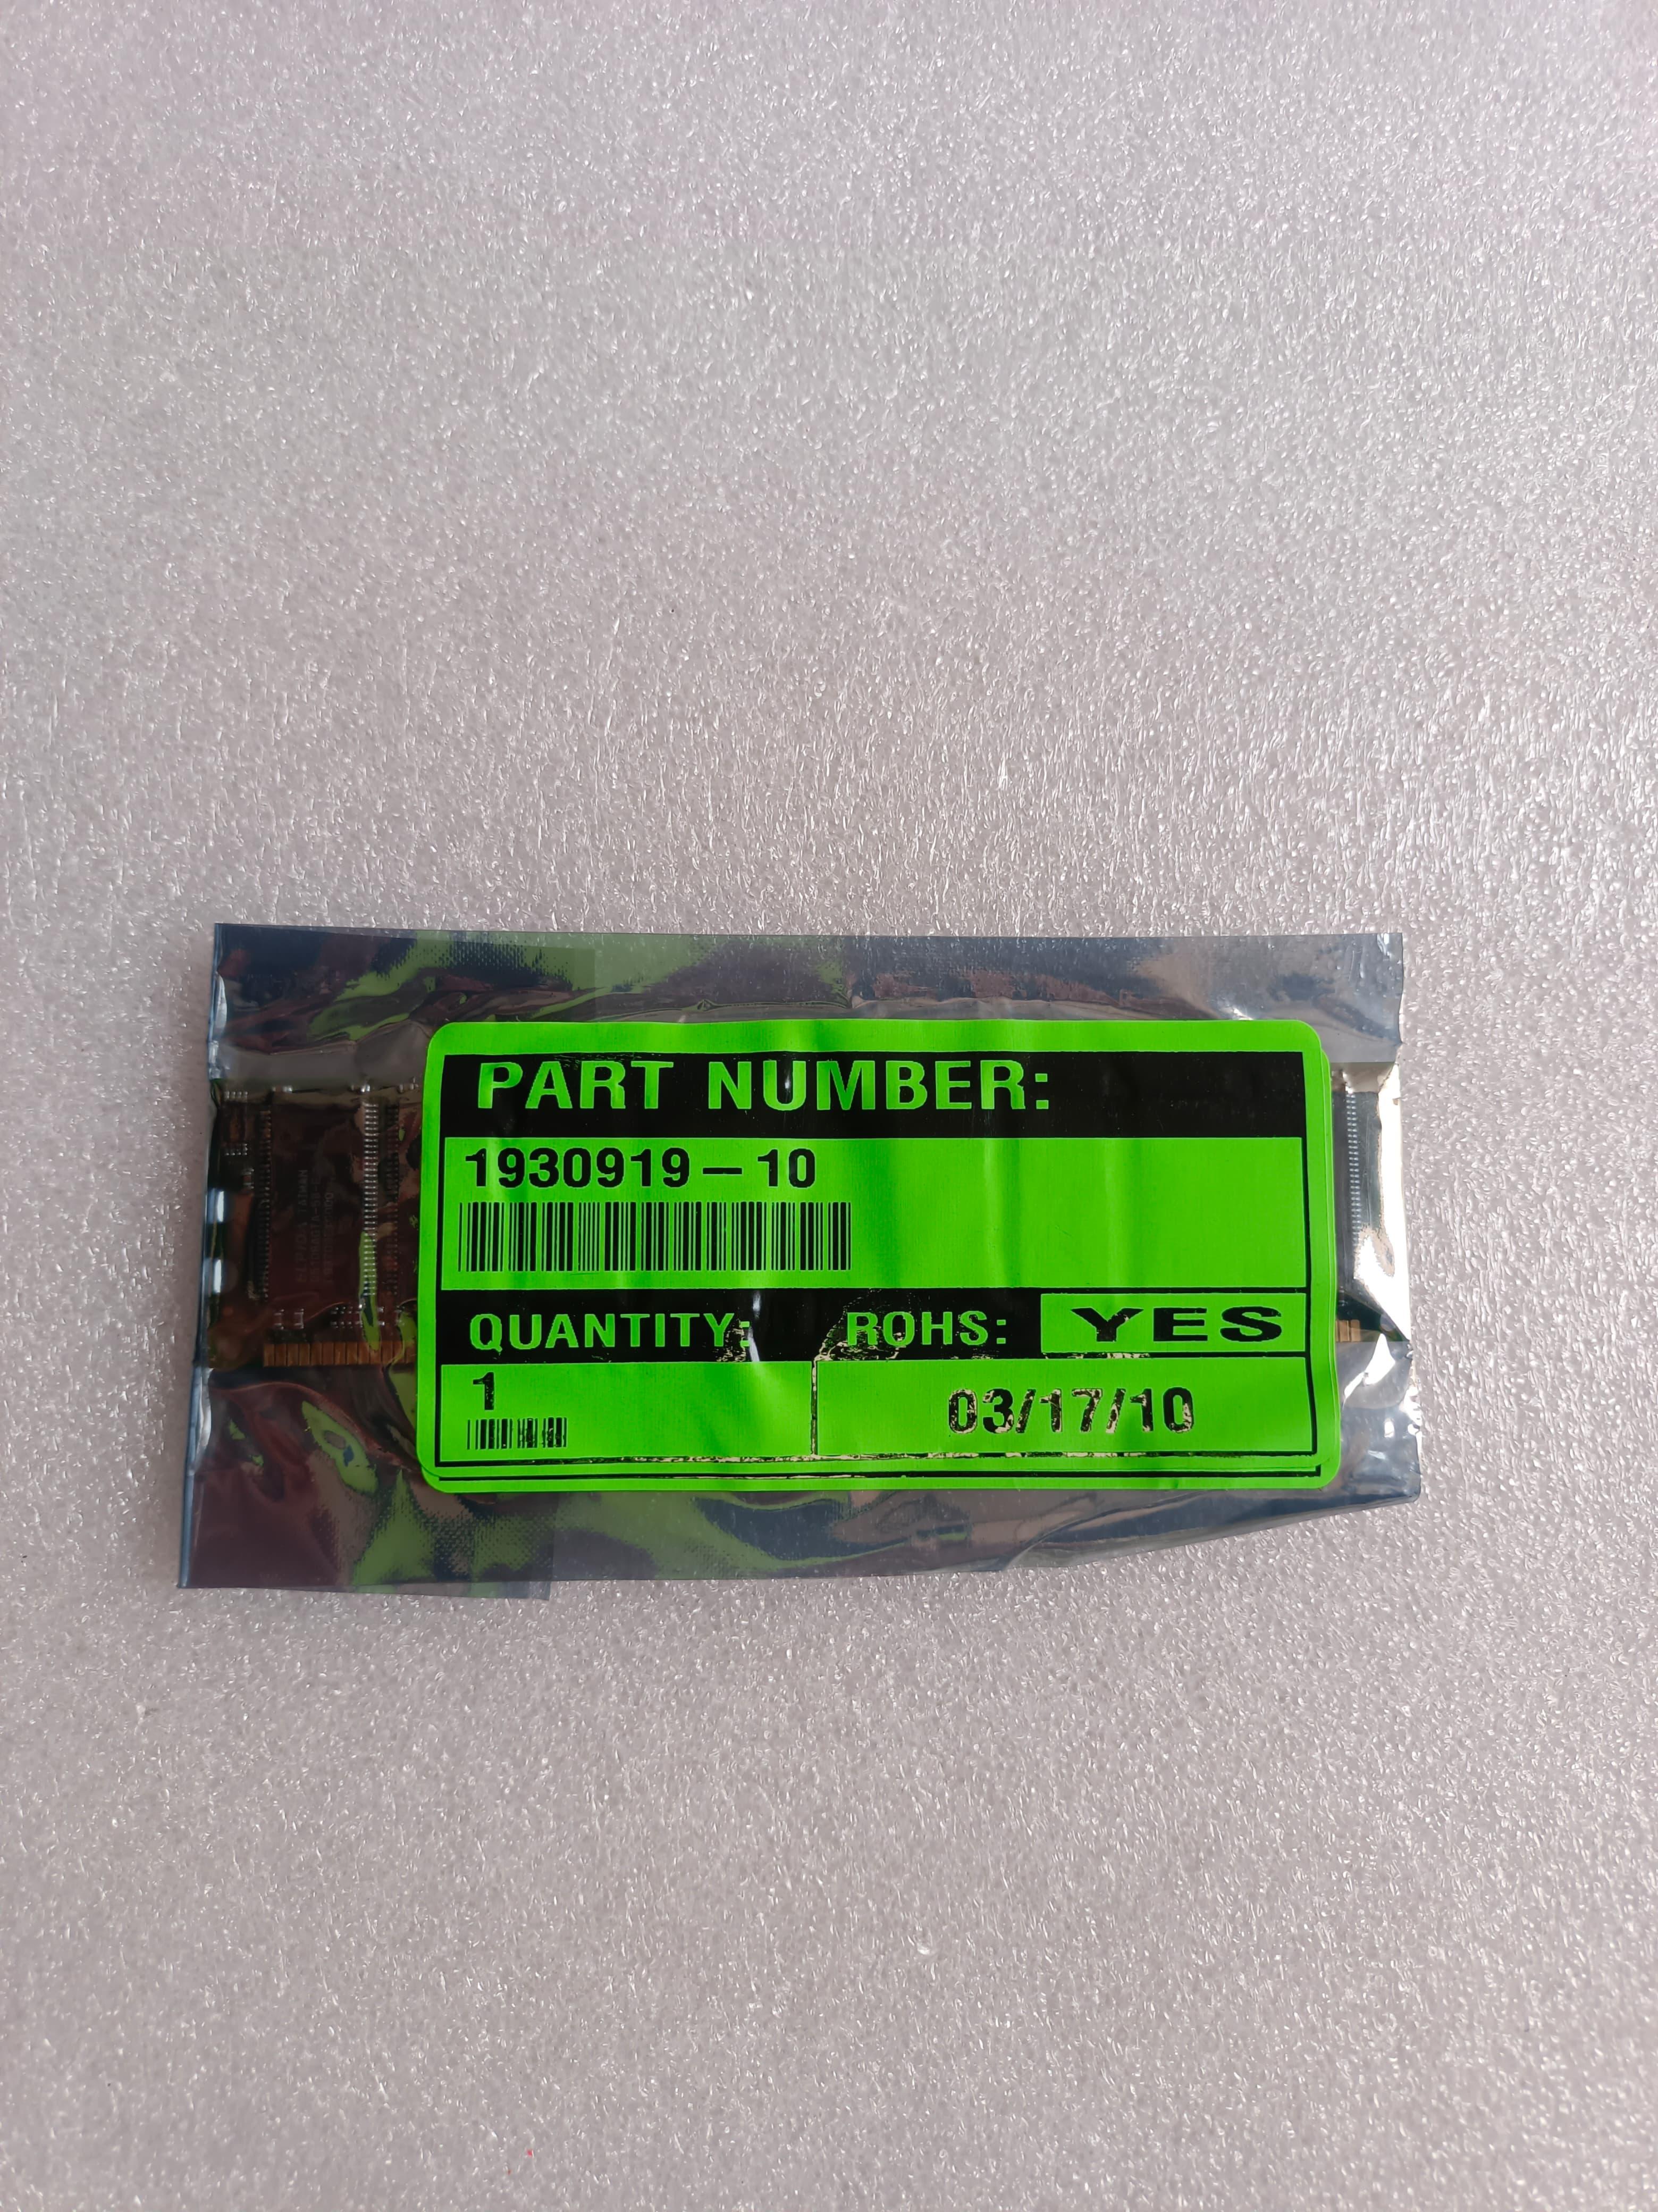 PART NUMBER:
1930919-10
QUANTITY: ROHS: YES
1
03/17/10